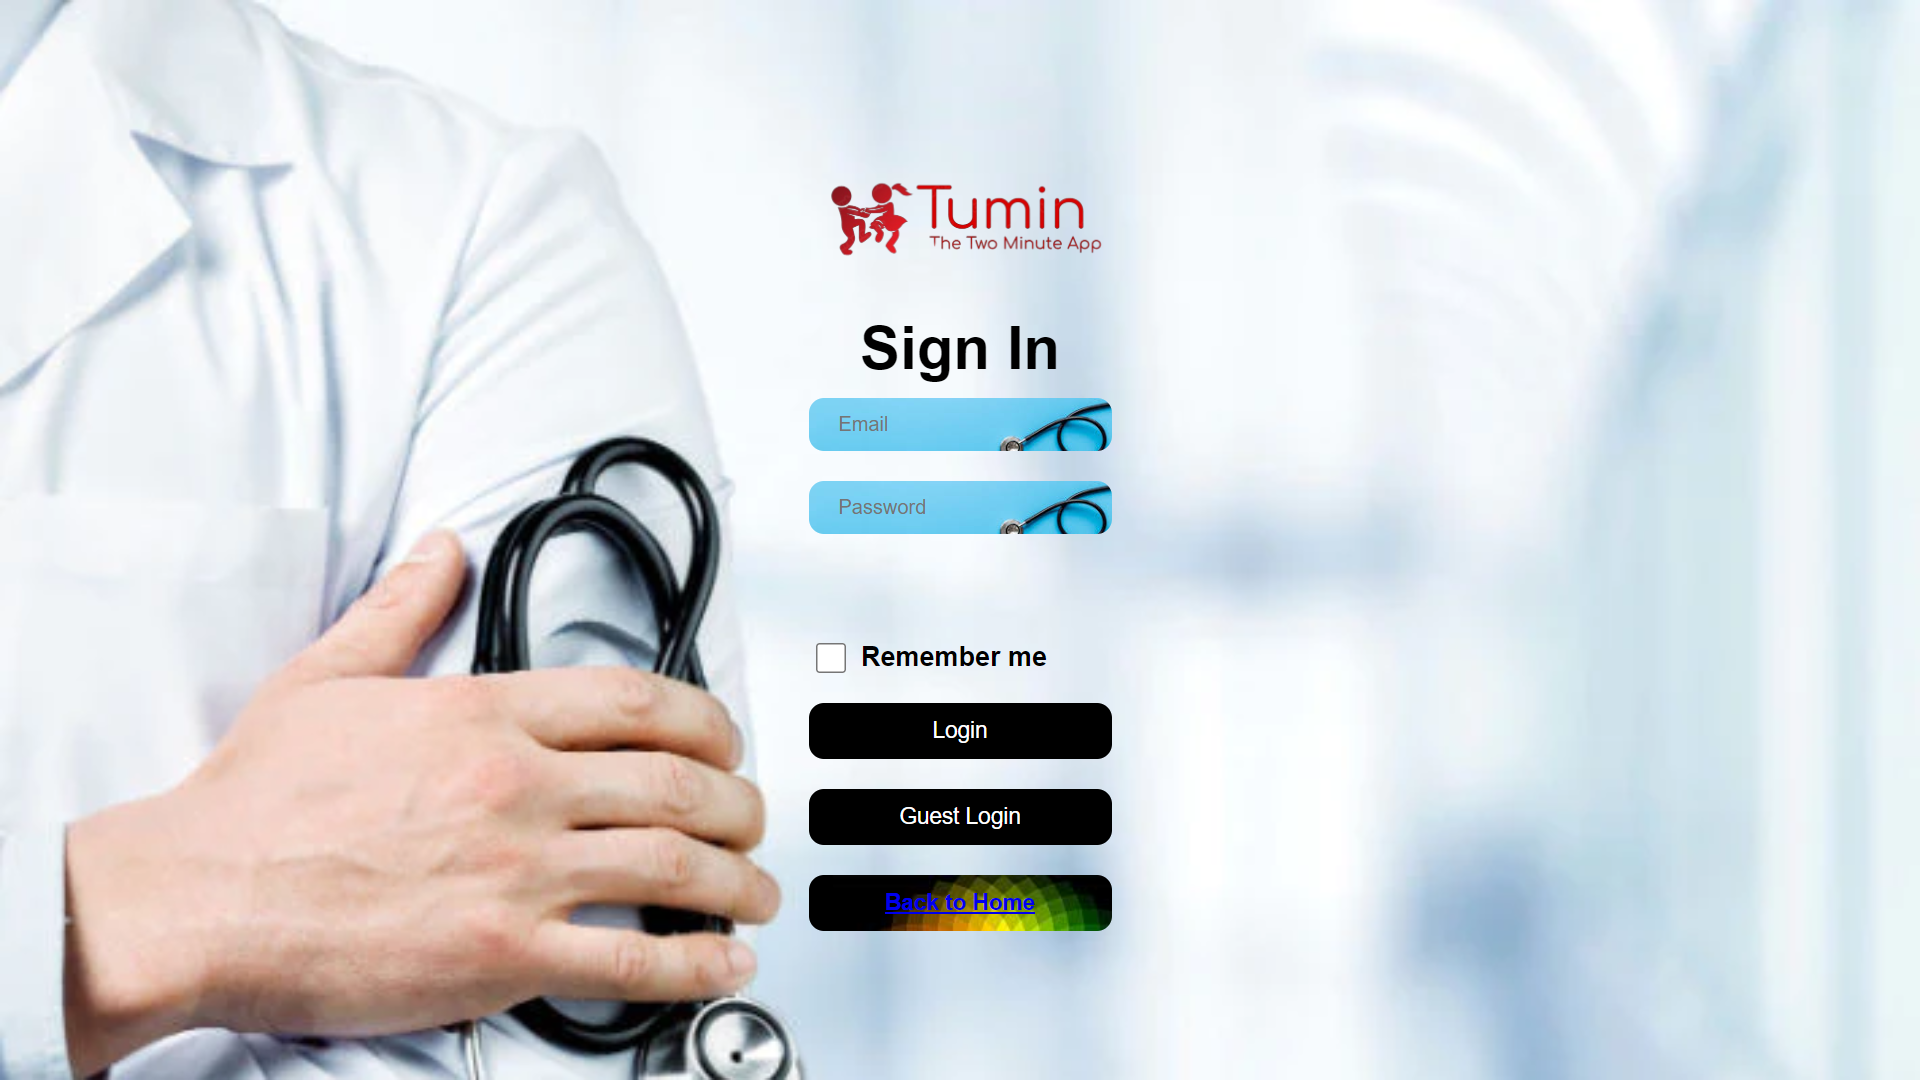 Tumin
The Two Minute App
Sign In
Email
Password
Remember me
Login
Guest Login
Back to Home